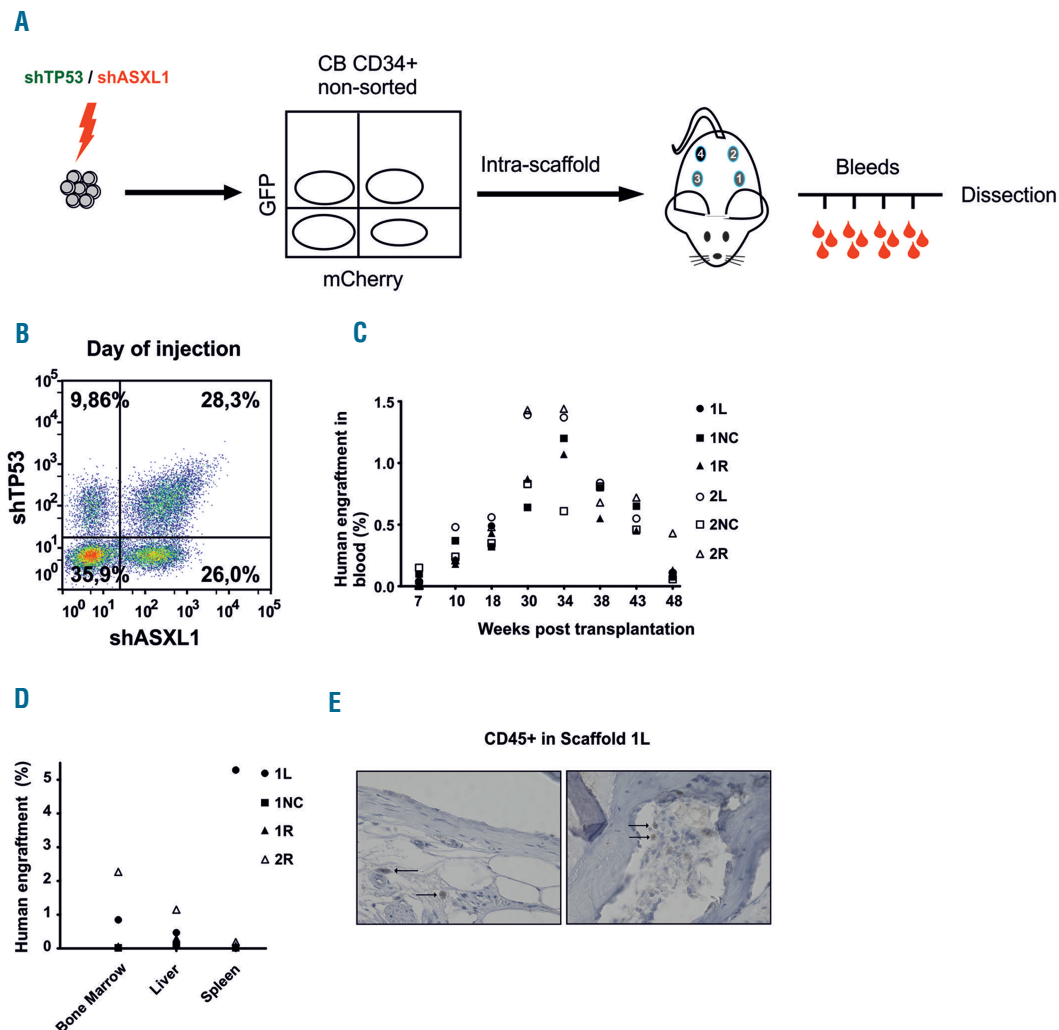 A
shTP53 / shASXL1
CB CD34+
non-sorted
GFP
mCherry
Intra-scaffold
4
2
3
1
Bleeds
Dissection
B
Day of injection
shTP53
10⁵
10⁴
10³
10²
10¹
10⁰
9,86%
28,3%
35,9%
26,0%
10⁰ 10¹ 10² 10³ 10⁴ 10⁵
shASXL1
C
Human engraftment in
blood (%)
1.5
1.0
0.5
0.0
7 10 18 30 34 38 43 48
Weeks post transplantation
1L
1NC
1R
2L
2NC
2R
D
Human engraftment (%)
5
4
3
2
1
0
Bone Marrow
Liver
Spleen
1L
1NC
1R
2R
E
CD45+ in Scaffold 1L